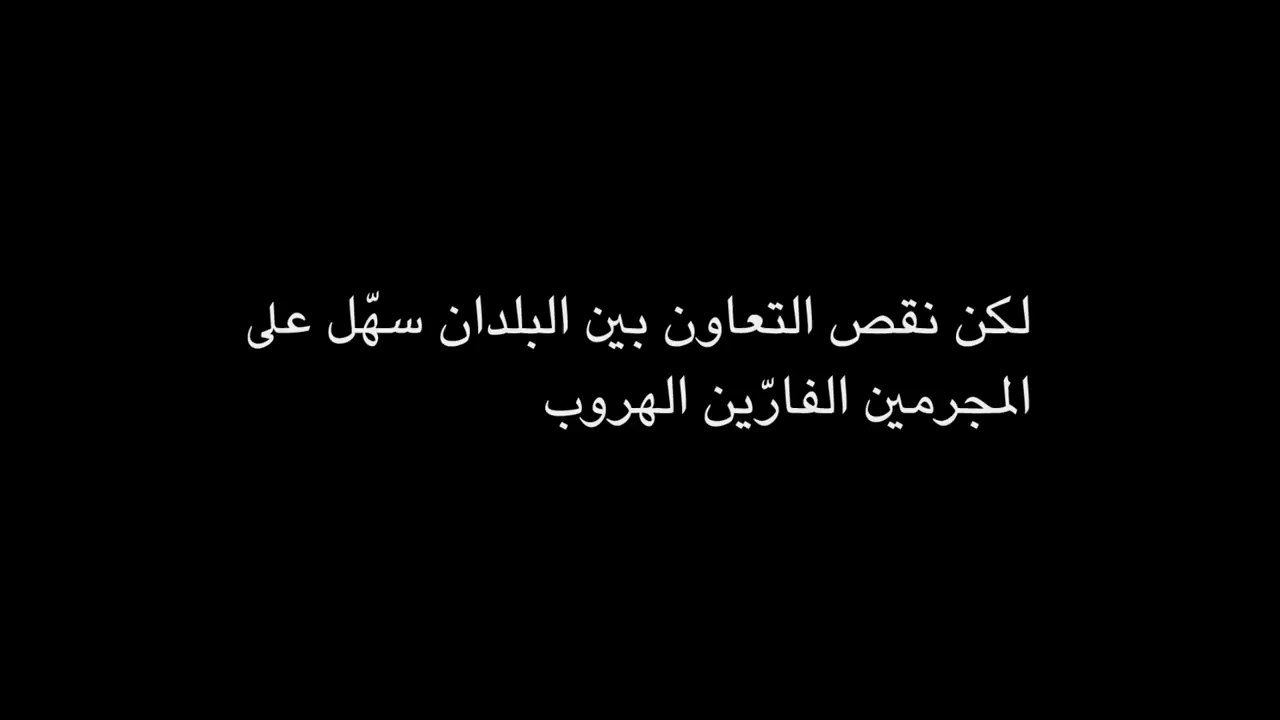 لكن نقص التعاون بين البلدان سهّل على
المجرمين الفارّين الهروب